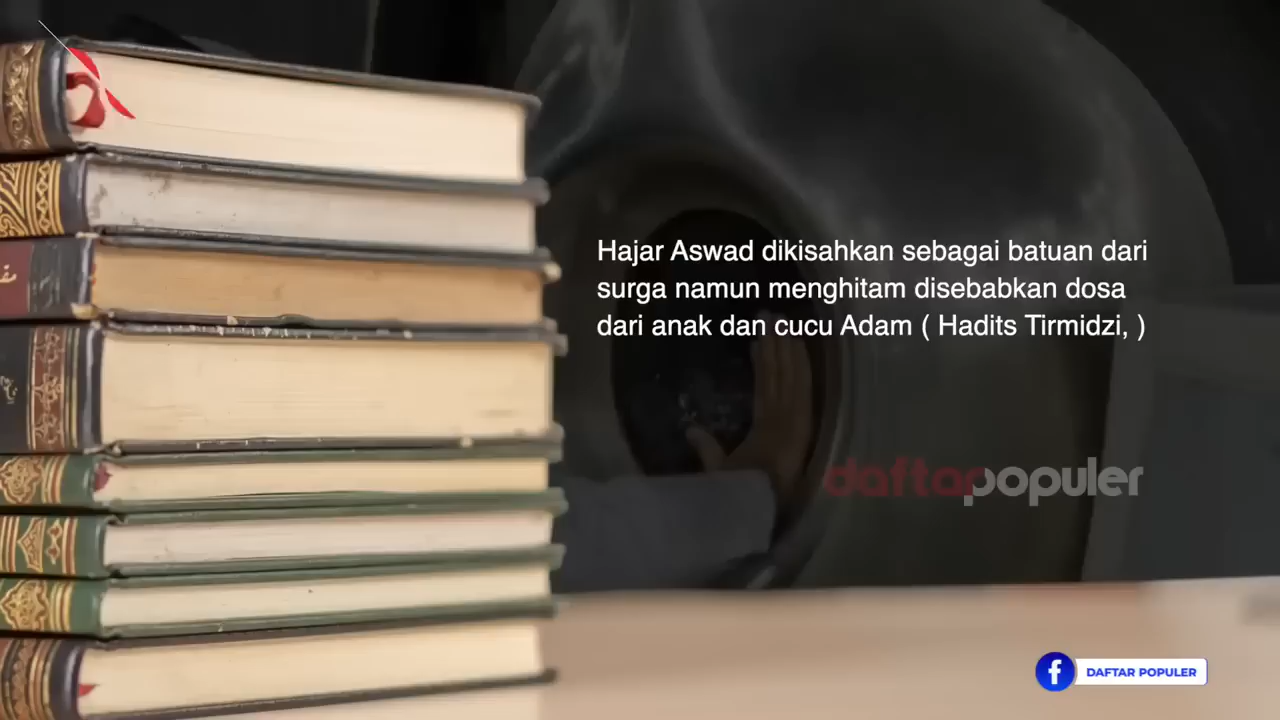 Hajar Aswad dikisahkan sebagai batuan dari
surga namun menghitam disebabkan dosa
dari anak dan cucu Adam ( Hadits Tirmidzi, )
daftarpopuler
DAFTAR POPULER